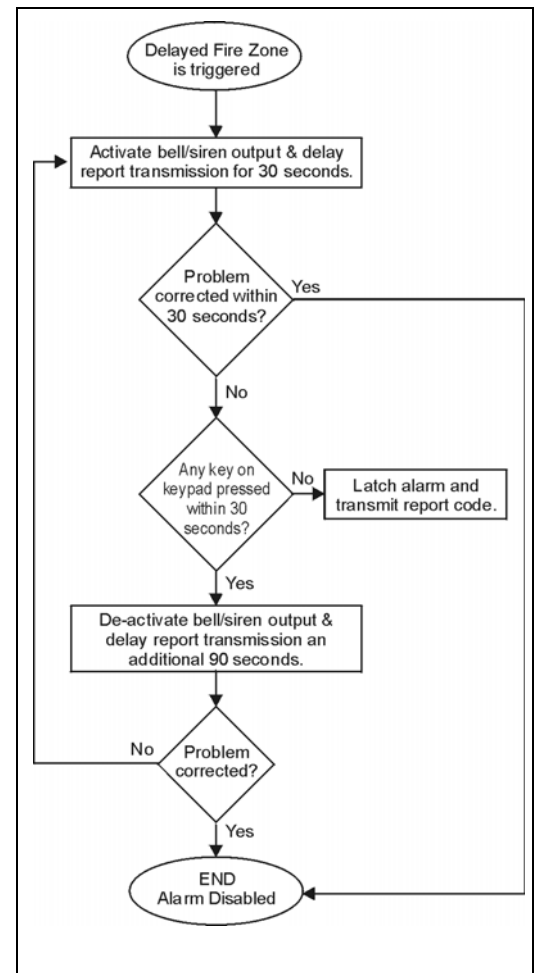 Delayed Fire Zone
is triggered
Activate bell/siren output & delay
report transmission for 30 seconds.
Problem
corrected within
30 seconds?
Yes
No
Any key on
keypad pressed
within 30
seconds?
No
Latch alarm and
transmit report code.
Yes
De-activate bell/siren output &
delay report transmission an
additional 90 seconds.
No
Problem
corrected?
Yes
END
Alarm Disabled